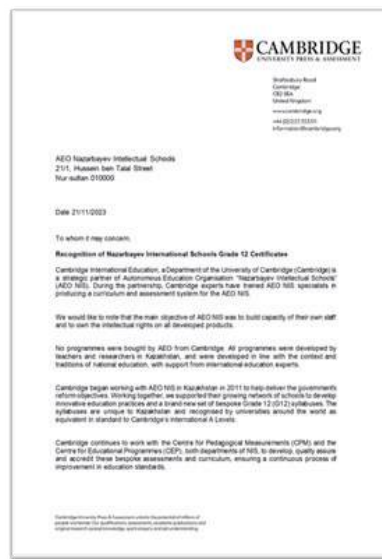 CAMBRIDGE
UNIVERSITY PRESS & ASSESSMENT
Shaftesbury Road
Cambridge
CB2 8EA
United Kingdom
www.cambridge.org
information@cambridge.org
AEO Nazarbayev Intellectual Schools
21/1, Hussein ben Talal Street
Nur-sultan 010000
Date 21/11/2023
To whom it may concern,
Recognition of Nazarbayev International Schools Grade 12 Certificates
Cambridge International Education, a Department of the University of Cambridge (Cambridge) is
a strategic partner of Autonomous Education Organisation "Nazarbayev Intellectual Schools"
(AEO NIS). During the partnership, Cambridge experts have trained AEO NIS specialists in
producing a curriculum and assessment system for the AEO NIS.
We would like to note that the main objective of AEO NIS was to build capacity of their own staff
and to own the intellectual rights on all developed products.
No programmes were bought by AEO from Cambridge. All programmes were developed by
teachers and researchers in Kazakhstan, and were developed in line with the context and
traditions of national education, with support from international education experts.
Cambridge began working with AEO NIS in Kazakhstan in 2011 to help deliver the government's
reform objectives. Working together, we supported their growing network of schools to develop
innovative education practices and a brand new set of bespoke Grade 12 (G12) syllabuses. The
syllabuses are unique to Kazakhstan and recognised by universities around the world as
equivalent in standard to Cambridge's International A Levels.
Cambridge continues to work with the Centre for Pedagogical Measurements (CPM) and the
Centre for Educational Programmes (CEP), both departments of NIS, to develop, quality assure
and accredit these bespoke assessments and curriculum, ensuring a continuous process of
improvement in education standards.